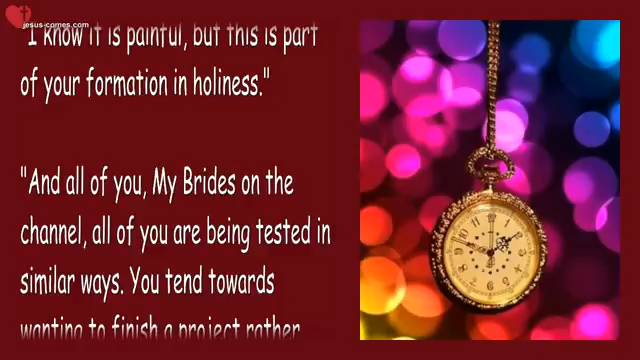 jesus-comes.com
"I know it is painful, but this is part
of your formation in holiness."
"And all of you, My Brides on the
channel, all of you are being tested in
similar ways. You tend towards
wanting to finish a project rather